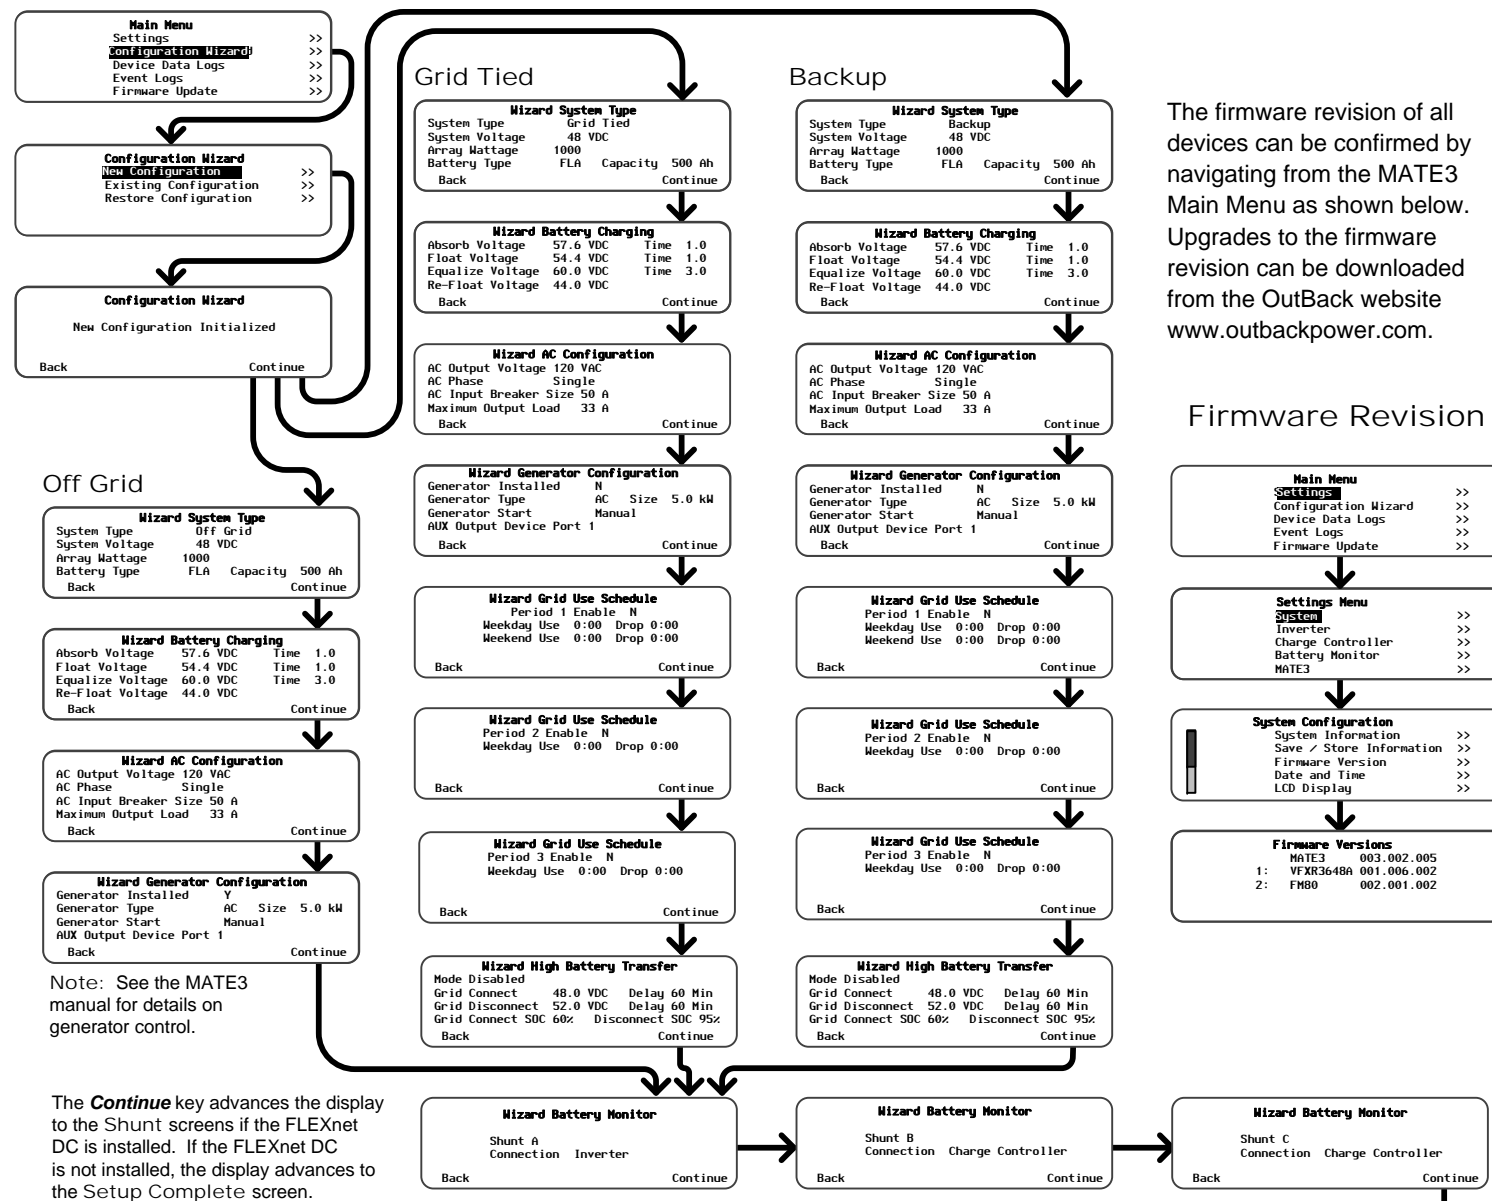 Main Menu
Settings >>
Configuration Wizard >>
Device Data Logs >>
Event Logs >>
Firmware Update >>
Configuration Wizard
New Configuration >>
Existing Configuration >>
Restore Configuration >>
Configuration Wizard
New Configuration Initialized
Back Continue
Off Grid
Wizard System Type
System Type Off Grid
System Voltage 48 VDC
Array Wattage 1000
Battery Type FLA Capacity 500 Ah
Back Continue
Wizard Battery Charging
Absorb Voltage 57.6 VDC Time 1.0
Float Voltage 54.4 VDC Time 1.0
Equalize Voltage 60.0 VDC Time 3.0
Re-Float Voltage 44.0 VDC
Back Continue
Wizard AC Configuration
AC Output Voltage 120 VAC
AC Phase Single
AC Input Breaker Size 50 A
Maximum Output Load 33 A
Back Continue
Wizard Generator Configuration
Generator Installed Y
Generator Type AC Size 5.0 kW
Generator Start Manual
AUX Output Device Port 1
Back Continue
Note: See the MATE3
manual for details on
generator control.
The Continue key advances the display
to the Shunt screens if the FLEXnet
DC is installed. If the FLEXnet DC
is not installed, the display advances to
the Setup Complete screen.
Grid Tied
Wizard System Type
System Type Grid Tied
System Voltage 48 VDC
Array Wattage 1000
Battery Type FLA Capacity 500 Ah
Back Continue
Wizard Battery Charging
Absorb Voltage 57.6 VDC Time 1.0
Float Voltage 54.4 VDC Time 1.0
Equalize Voltage 60.0 VDC Time 3.0
Re-Float Voltage 44.0 VDC
Back Continue
Wizard AC Configuration
AC Output Voltage 120 VAC
AC Phase Single
AC Input Breaker Size 50 A
Maximum Output Load 33 A
Back Continue
Wizard Generator Configuration
Generator Installed N
Generator Type AC Size 5.0 kW
Generator Start Manual
AUX Output Device Port 1
Back Continue
Wizard Grid Use Schedule
Period 1 Enable N
Weekday Use 0:00 Drop 0:00
Weekend Use 0:00 Drop 0:00
Back Continue
Wizard Grid Use Schedule
Period 2 Enable N
Weekday Use 0:00 Drop 0:00
Back Continue
Wizard Grid Use Schedule
Period 3 Enable N
Weekday Use 0:00 Drop 0:00
Back Continue
Wizard High Battery Transfer
Mode Disabled
Grid Connect 48.0 VDC Delay 60 Min
Grid Disconnect 52.0 VDC Delay 60 Min
Grid Connect SOC 60% Disconnect SOC 95%
Back Continue
Backup
Wizard System Type
System Type Backup
System Voltage 48 VDC
Array Wattage 1000
Battery Type FLA Capacity 500 Ah
Back Continue
Wizard Battery Charging
Absorb Voltage 57.6 VDC Time 1.0
Float Voltage 54.4 VDC Time 1.0
Equalize Voltage 60.0 VDC Time 3.0
Re-Float Voltage 44.0 VDC
Back Continue
Wizard AC Configuration
AC Output Voltage 120 VAC
AC Phase Single
AC Input Breaker Size 50 A
Maximum Output Load 33 A
Back Continue
Wizard Generator Configuration
Generator Installed N
Generator Type AC Size 5.0 kW
Generator Start Manual
AUX Output Device Port 1
Back Continue
Wizard Grid Use Schedule
Period 1 Enable N
Weekday Use 0:00 Drop 0:00
Weekend Use 0:00 Drop 0:00
Back Continue
Wizard Grid Use Schedule
Period 2 Enable N
Weekday Use 0:00 Drop 0:00
Back Continue
Wizard Grid Use Schedule
Period 3 Enable N
Weekday Use 0:00 Drop 0:00
Back Continue
Wizard High Battery Transfer
Mode Disabled
Grid Connect 48.0 VDC Delay 60 Min
Grid Disconnect 52.0 VDC Delay 60 Min
Grid Connect SOC 60% Disconnect SOC 95%
Back Continue
Wizard Battery Monitor
Shunt A
Connection Inverter
Back Continue
Wizard Battery Monitor
Shunt B
Connection Charge Controller
Back Continue
Wizard Battery Monitor
Shunt C
Connection Charge Controller
Back Continue
The firmware revision of all
devices can be confirmed by
navigating from the MATE3
Main Menu as shown below.
Upgrades to the firmware
revision can be downloaded
from the OutBack website
www.outbackpower.com.
Firmware Revision
Main Menu
Settings >>
Configuration Wizard >>
Device Data Logs >>
Event Logs >>
Firmware Update >>
Settings Menu
System >>
Inverter >>
Charge Controller >>
Battery Monitor >>
MATE3 >>
System Configuration
System Information >>
Save / Store Information >>
Firmware Version >>
Date and Time >>
LCD Display >>
Firmware Versions
MATE3 003.002.005
1: VFXR3648A 001.006.002
2: FM80 002.001.002